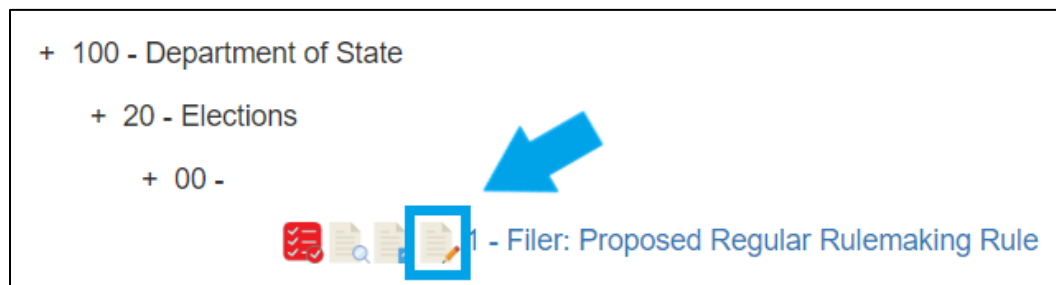 + 100 - Department of State
+ 20 - Elections
+ 00 -
1 - Filer: Proposed Regular Rulemaking Rule